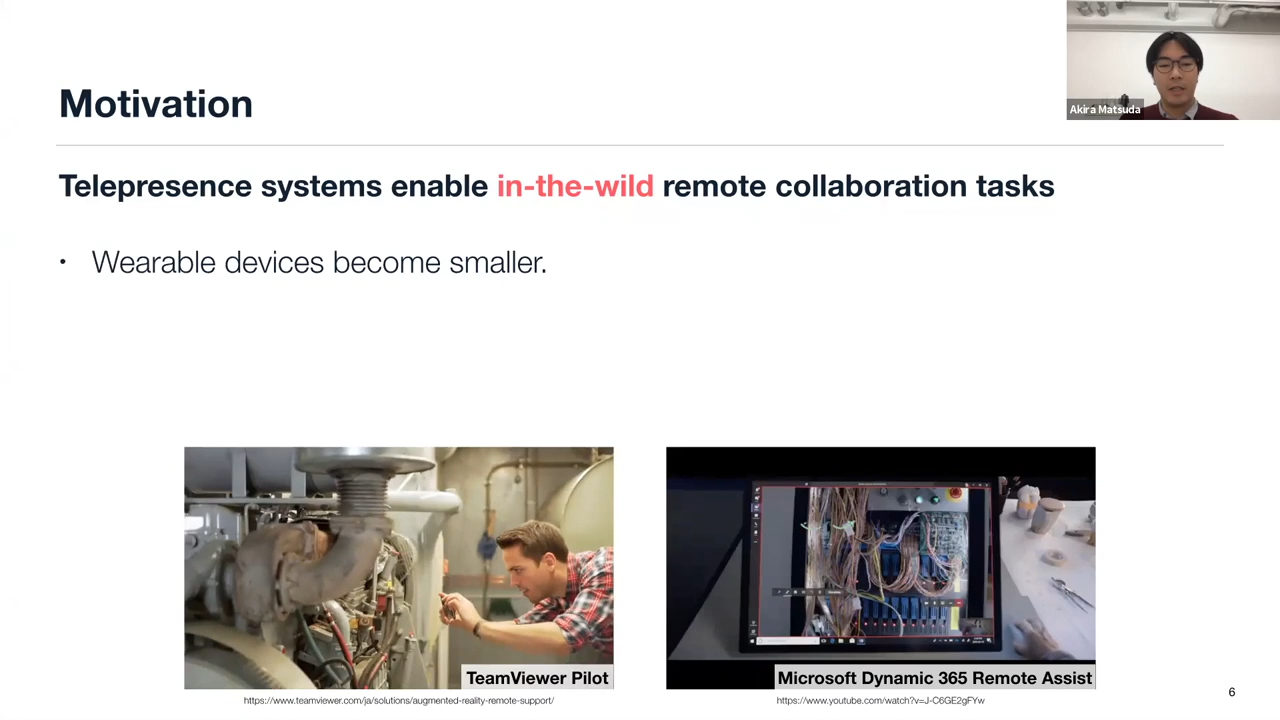 Motivation
Akira Matsuda
Telepresence systems enable in-the-wild remote collaboration tasks
• Wearable devices become smaller.
TeamViewer Pilot
Microsoft Dynamic 365 Remote Assist
https://www.teamviewer.com/ja/solutions/augmented-reality-remote-support/
https://www.youtube.com/watch?v=J-C6GE2gFYw
6